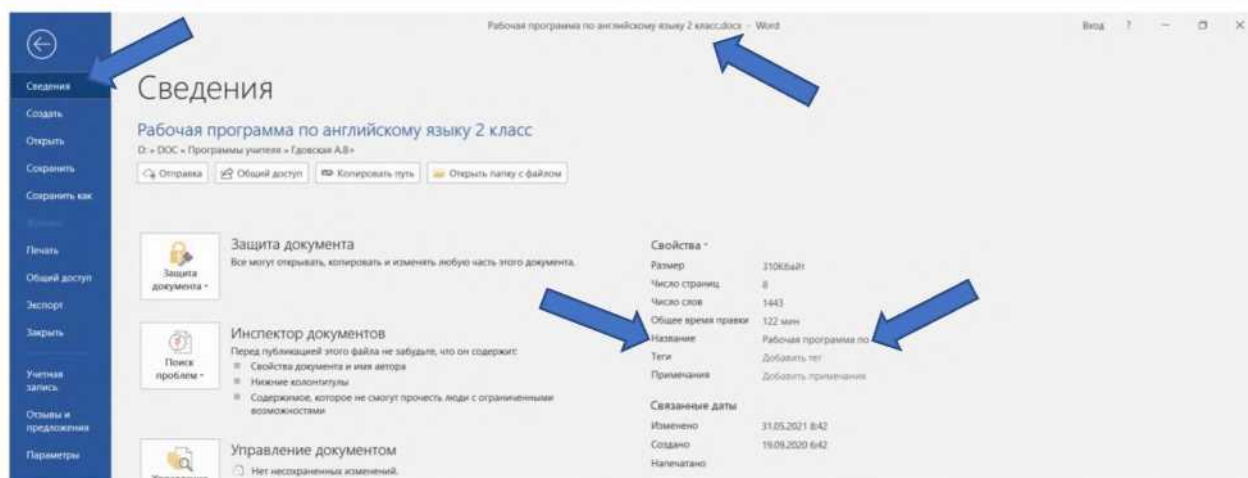 Рабочая программа по английскому языку 2 класс.docx - Word
Вход ? 
Сведения
Создать
Открыть
Сохранить
Сохранить как
Печать
Общий доступ
Экспорт
Закрыть
Учетная
запись
Отзывы и
предложения
Параметры
Сведения
Рабочая программа по английскому языку 2 класс
D: » DOC » Программы учителя » Гдовская А.В»
Отправка Общий доступ Копировать путь Открыть папку с файлом
Защита
документа
Защита документа
Все могут открывать, копировать и изменять любую часть этого документа.
Поиск
проблем
Инспектор документов
Перед публикацией этого файла не забудьте, что он содержит:
Свойства документа и имя автора
Нижние колонтитулы
Содержимое, которое не смогут прочесть люди с ограниченными
возможностями
Управление
Управление документом
Нет несохраненных изменений.
Свойства
Размер 310Кбайт
Число страниц 8
Число слов 1443
Общее время правки 122 мин
Название Рабочая программа по
Теги Добавить тег
Примечания Добавить примечания
Связанные даты
Изменено 31.05.2021 8:42
Создано 19.09.2020 6:42
Напечатано